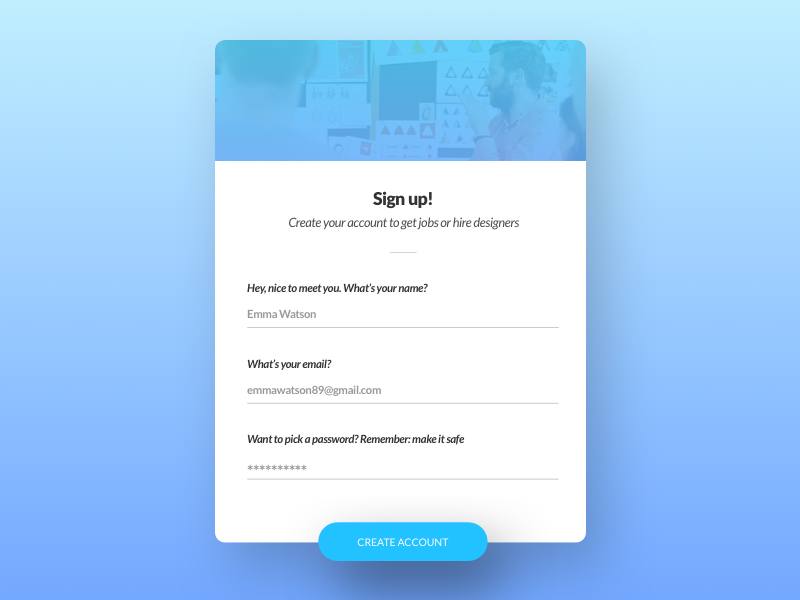 Sign up!
Create your account to get jobs or hire designers
Hey, nice to meet you. What's your name?
Emma Watson
What's your email?
emmawatson89@gmail.com
Want to pick a password? Remember: make it safe
**********
CREATE ACCOUNT